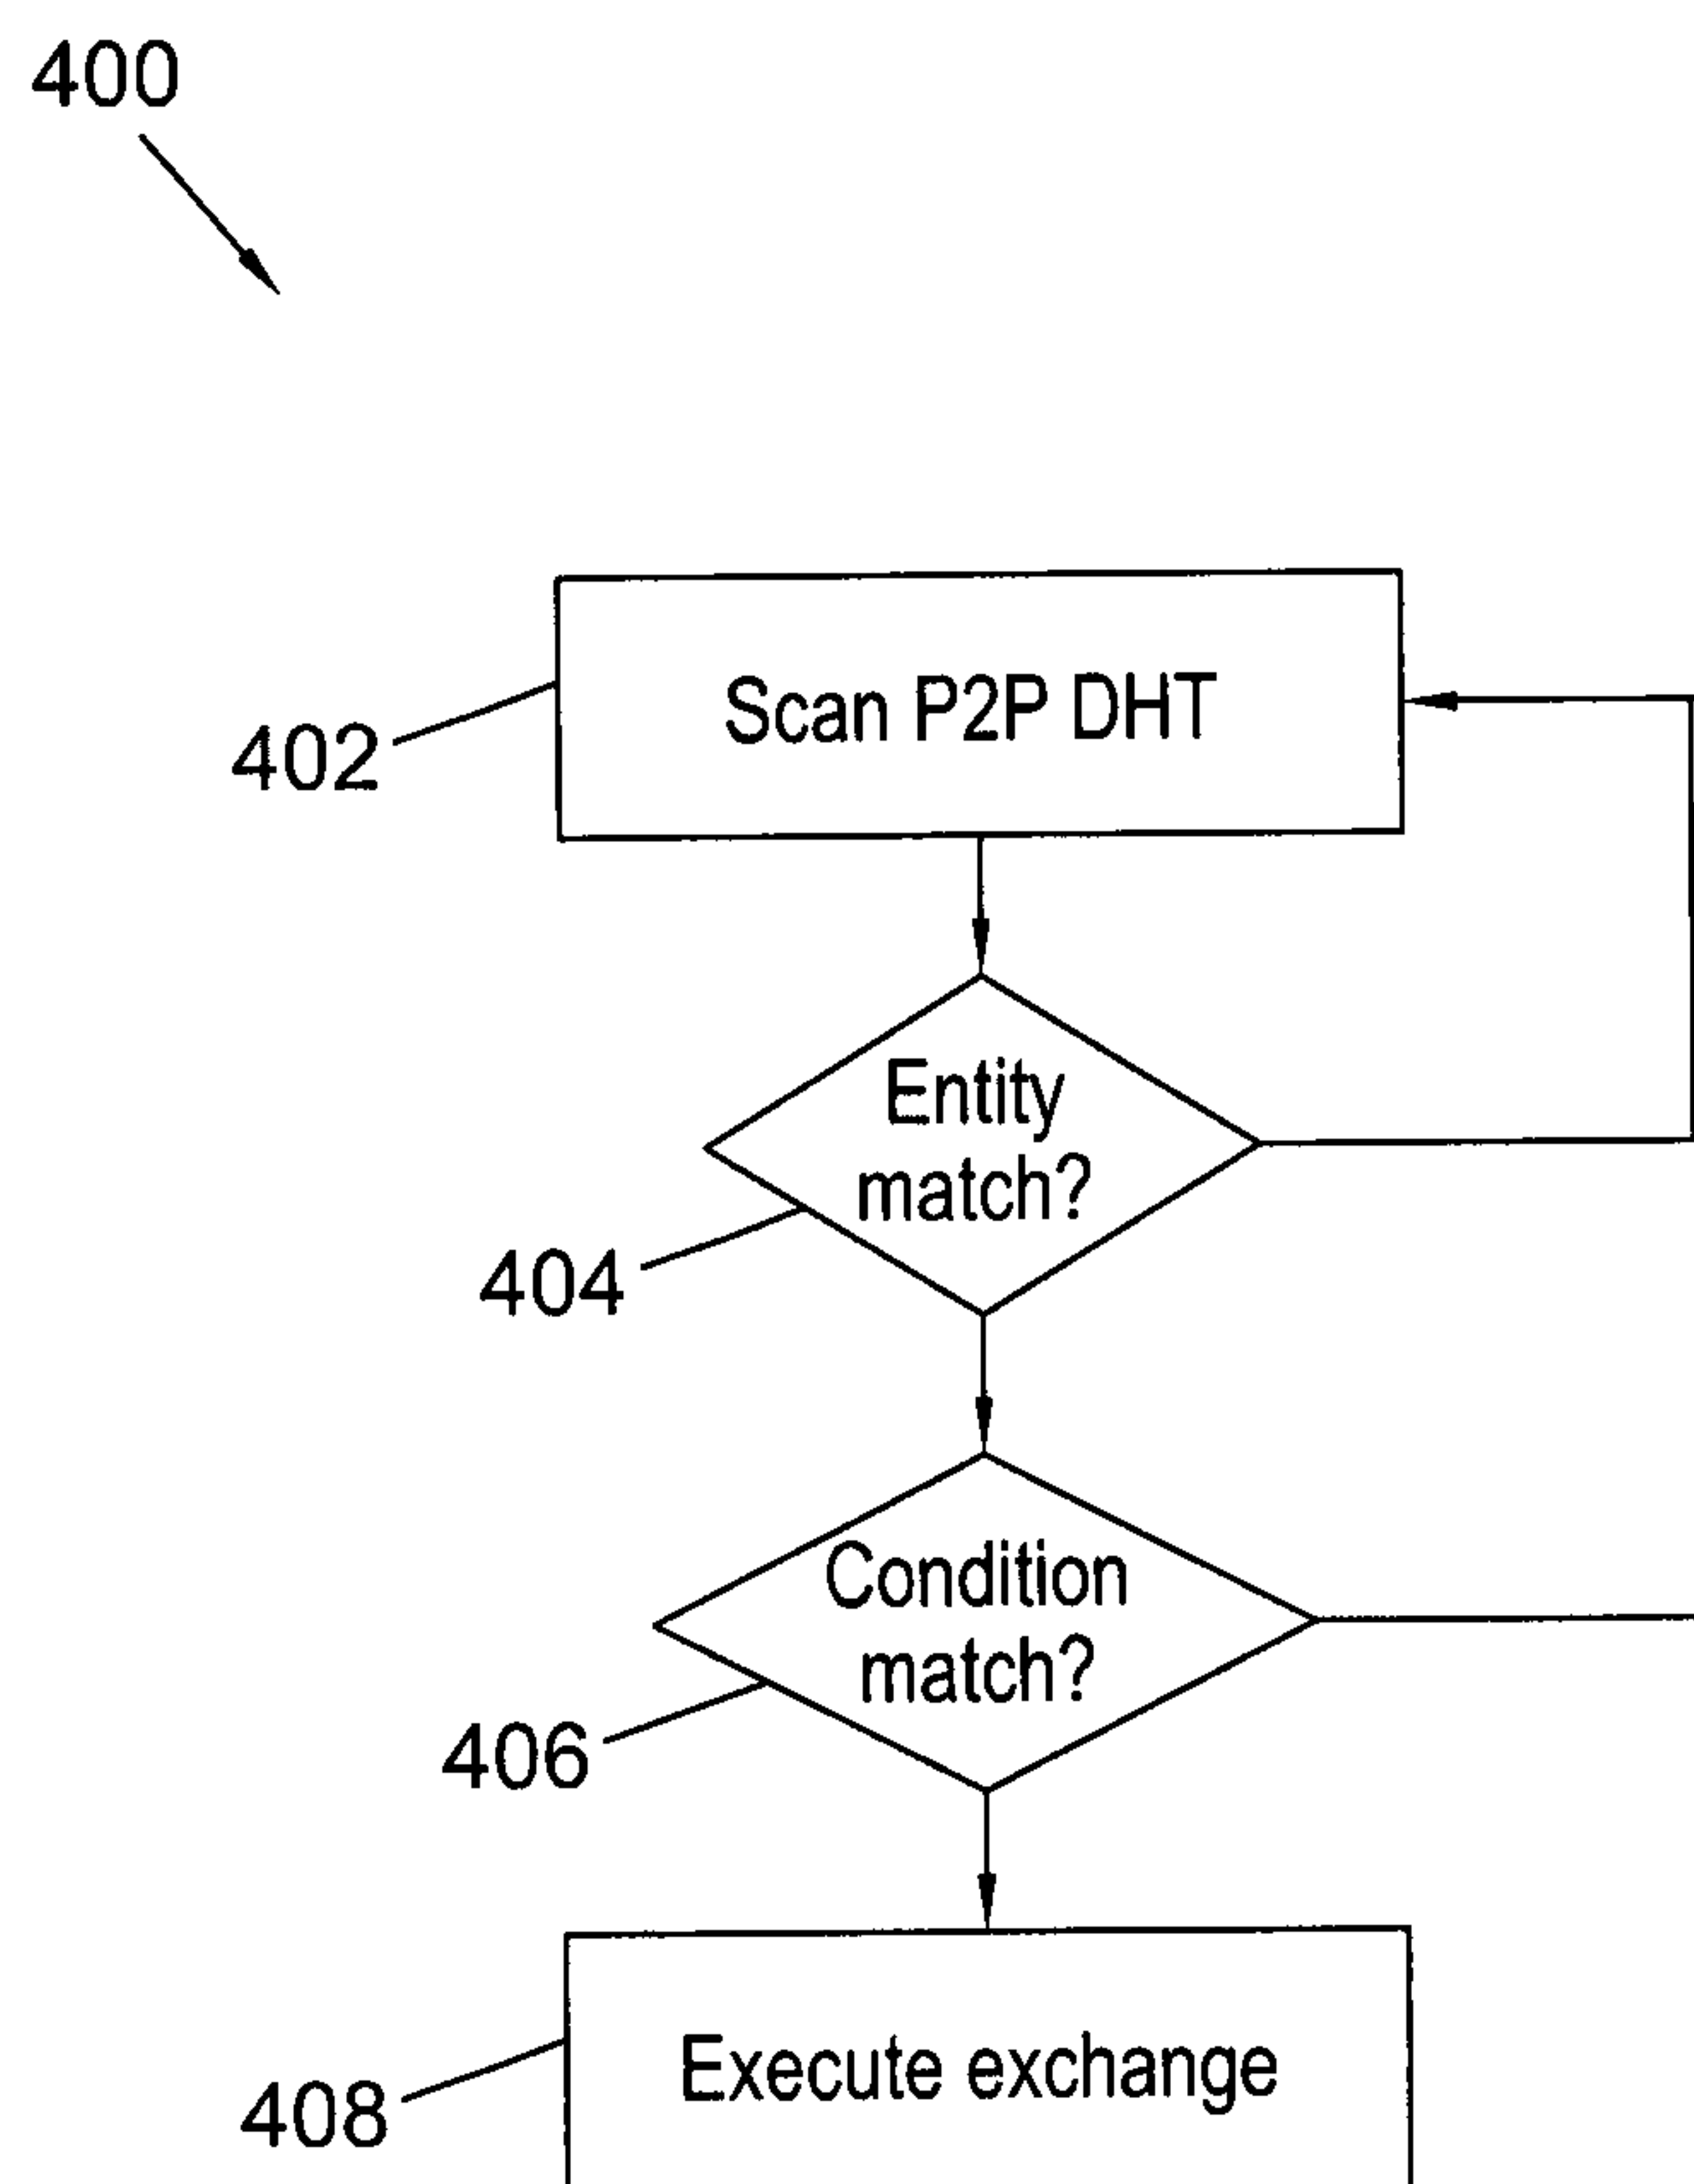 400
Scan P2P DHT
402
Entity
match?
404
Condition
match?
406
Execute exchange
408